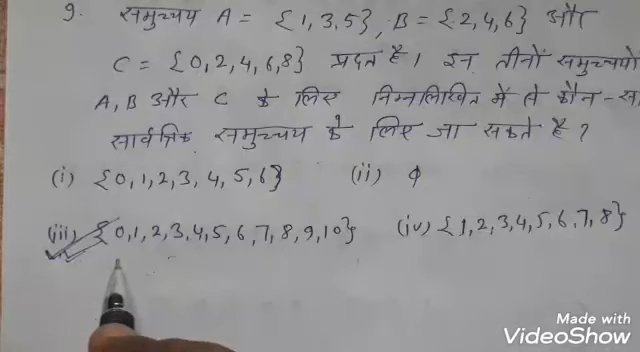 9. समुच्चय A = {1,3,5}, B = {2,4,6} और
C = {0,2,4,6,8} प्रदत्त है। इन तीनों समुच्चयो
A, B और C के लिए निम्नलिखित में से कौन-सा
सार्वत्रिक समुच्चय के लिए जा सकते है?
(i) {0,1,2,3,4,5,6} (ii) ϕ
(iii) {0,1,2,3,4,5,6,7,8,9,10} (iv) {1,2,3,4,5,6,7,8}
Made with
VideoShow